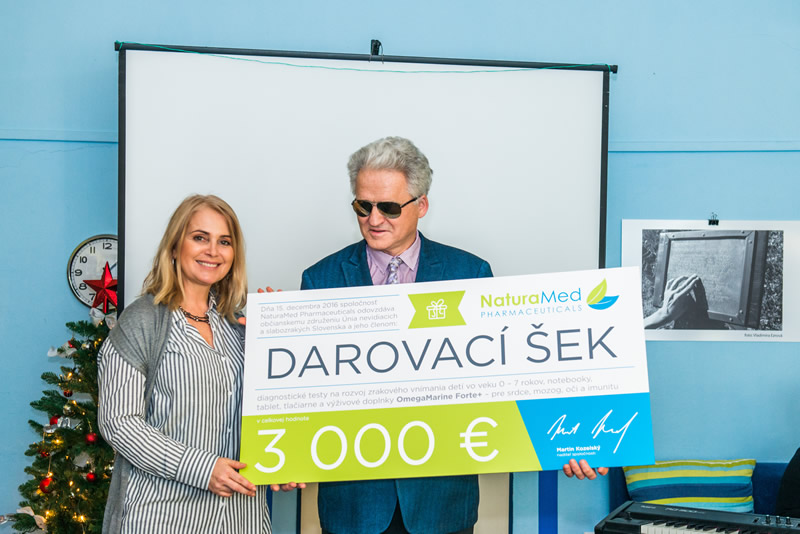 Dňa 15. decembra 2016 spoločnosť
NaturaMed Pharmaceuticals odovzdáva
občianskemu združeniu Únia nevidiacich
a slabozrakých Slovenska a jeho členom:
NaturaMed
PHARMACEUTICALS
DAROVACÍ ŠEK
diagnostické testy na rozvoj zrakového vnímania detí vo veku 0 – 7 rokov, notebooky,
tablet, tlačiarne a výživové doplnky OmegaMarine Forte+ – pre srdce, mozog, oči a imunitu
v celkovej hodnote
3 000 €
Martin Kozelský
riaditeľ spoločnosti